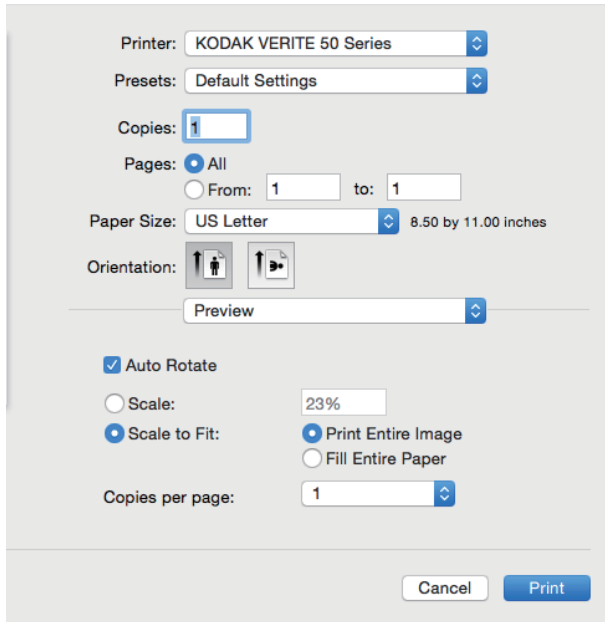 Printer: KODAK VERITE 50 Series
Presets: Default Settings
Copies: 1
Pages: All
From: 1 to: 1
Paper Size: US Letter 8.50 by 11.00 inches
Orientation:
Preview
Auto Rotate
Scale: 23%
Scale to Fit: Print Entire Image
Fill Entire Paper
Copies per page: 1
Cancel Print